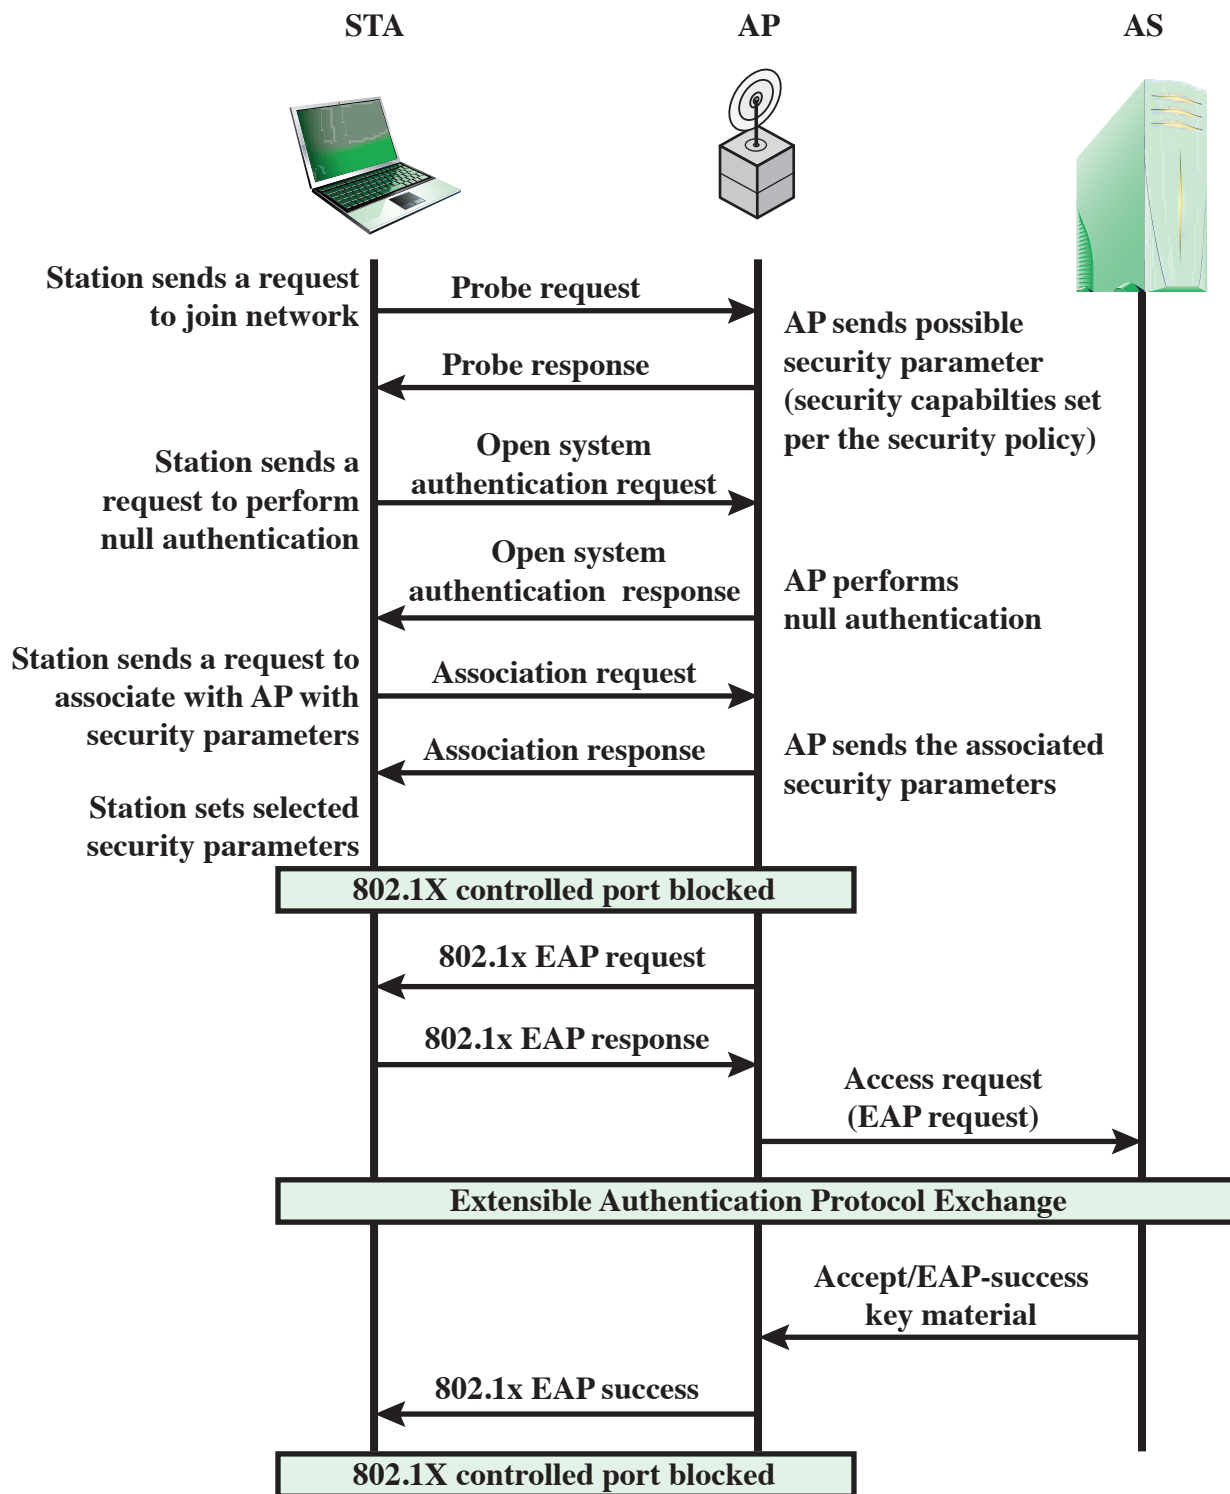 STA
AP
AS
Station sends a request
to join network
Probe request
AP sends possible
security parameter
(security capabilties set
per the security policy)
Probe response
Station sends a
request to perform
null authentication
Open system
authentication request
Open system
authentication response
AP performs
null authentication
Station sends a request to
associate with AP with
security parameters
Association request
Association response
AP sends the associated
security parameters
Station sets selected
security parameters
802.1X controlled port blocked
802.1x EAP request
802.1x EAP response
Access request
(EAP request)
Extensible Authentication Protocol Exchange
Accept/EAP-success
key material
802.1x EAP success
802.1X controlled port blocked